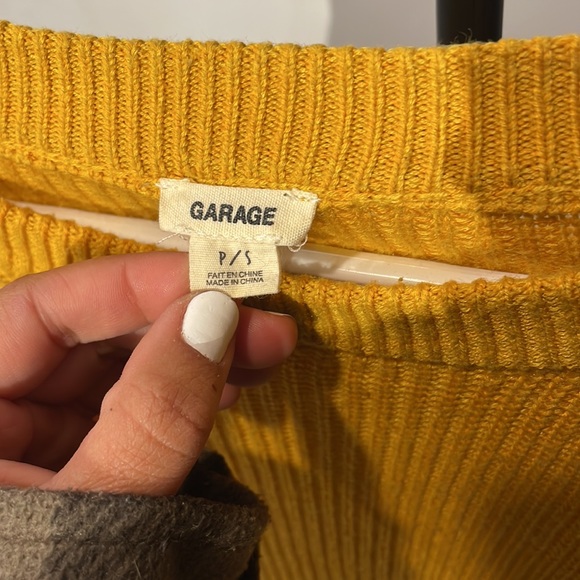 GARAGE
P/S
FAIT EN CHINE
MADE IN CHINA